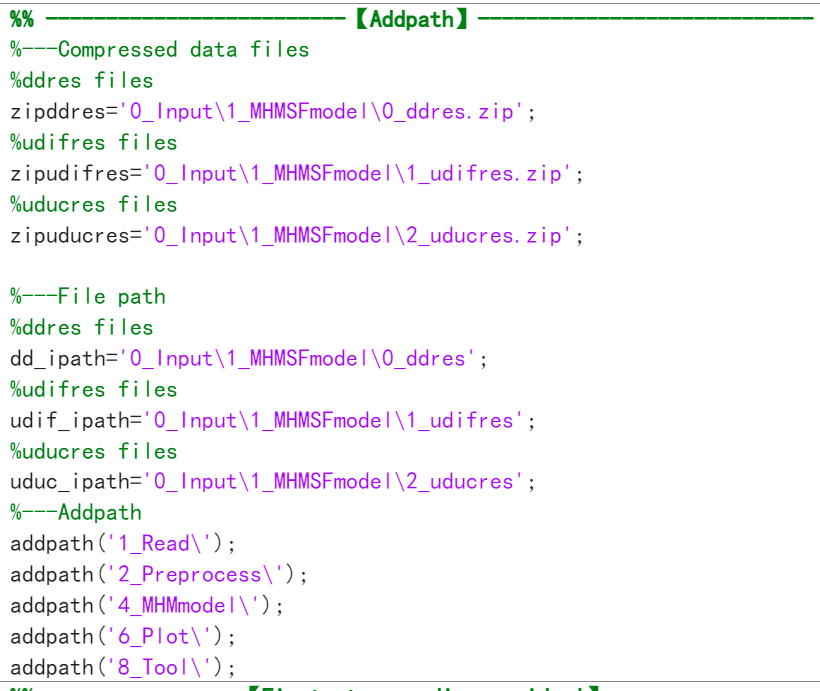 %% -------------------------【Addpath】----------------------------
%---Compressed data files
%ddres files
zipddres='0_Input\1_MHMSFmodel\0_ddres.zip';
%udifres files
zipudifres='0_Input\1_MHMSFmodel\1_udifres.zip';
%uducres files
zipuducres='0_Input\1_MHMSFmodel\2_uducres.zip';
%---File path
%ddres files
dd_ipath='0_Input\1_MHMSFmodel\0_ddres';
%udifres files
udif_ipath='0_Input\1_MHMSFmodel\1_udifres';
%uducres files
uduc_ipath='0_Input\1_MHMSFmodel\2_uducres';
%---Addpath
addpath('1_Read\');
addpath('2_Preprocess\');
addpath('4_MHMmodel\');
addpath('6_Plot\');
addpath('8_Tool\');